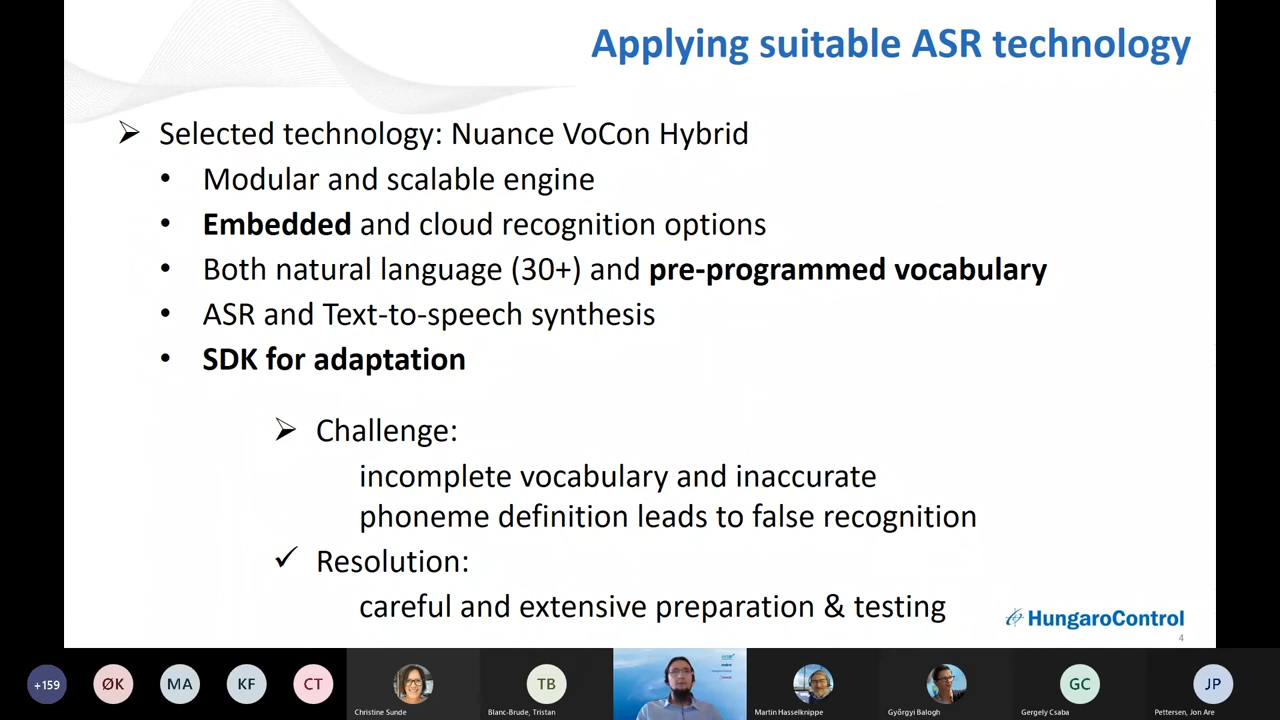 Applying suitable ASR technology
➢ Selected technology: Nuance VoCon Hybrid
• Modular and scalable engine
• Embedded and cloud recognition options
• Both natural language (30+) and pre-programmed vocabulary
• ASR and Text-to-speech synthesis
• SDK for adaptation
➢ Challenge:
incomplete vocabulary and inaccurate
phoneme definition leads to false recognition
✓ Resolution:
careful and extensive preparation & testing
HungaroControl
4
+159 ØK MA KF CT TB GC JP
Christine Sunde Blanc-Brude, Tristan Martin Hasselknippe Györgyi Balogh Gergely Csaba Pettersen, Jon Are